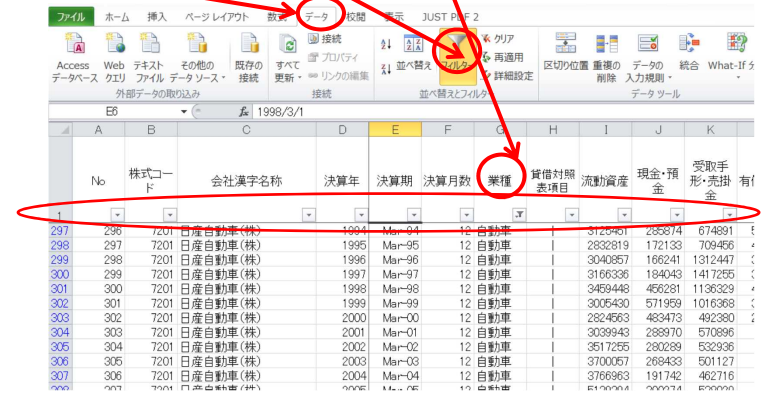 ファイル ホーム 挿入 ページレイアウト 数式 データ 校閲 表示 JUST PDF 2
Access データベース Web クエリ テキスト ファイル その他の データ ソース 既存の 接続 すべて 更新 接続 プロパティ リンクの編集 並べ替え フィルター クリア 再適用 詳細設定 区切り位置 重複の 削除 データの 入力規則 統合 What-If
外部データの取り込み 接続 並べ替えとフィルター データ ツール
E6 fx 1998/3/1
A B C D E F G H I J K
1 No 株式コード 会社漢字名称 決算年 決算期 決算月数 業種 貸借対照表項目 流動資産 現金・預金 受取手形・売掛金
297 296 7201 日産自動車(株) 1994 Mar-94 12 自動車 | 3125461 285874 674891
298 297 7201 日産自動車(株) 1995 Mar-95 12 自動車 | 2832819 172133 709456
299 298 7201 日産自動車(株) 1996 Mar-96 12 自動車 | 3040857 166241 1312447
300 299 7201 日産自動車(株) 1997 Mar-97 12 自動車 | 3166336 184043 1417255
301 300 7201 日産自動車(株) 1998 Mar-98 12 自動車 | 3459448 456281 1136329
302 301 7201 日産自動車(株) 1999 Mar-99 12 自動車 | 3005430 571959 1016368
303 302 7201 日産自動車(株) 2000 Mar-00 12 自動車 | 2824563 483473 492380
304 303 7201 日産自動車(株) 2001 Mar-01 12 自動車 | 3039943 288970 570896
305 304 7201 日産自動車(株) 2002 Mar-02 12 自動車 | 3517255 280289 532936
306 305 7201 日産自動車(株) 2003 Mar-03 12 自動車 | 3700057 268433 501127
307 306 7201 日産自動車(株) 2004 Mar-04 12 自動車 | 3766963 191742 462716